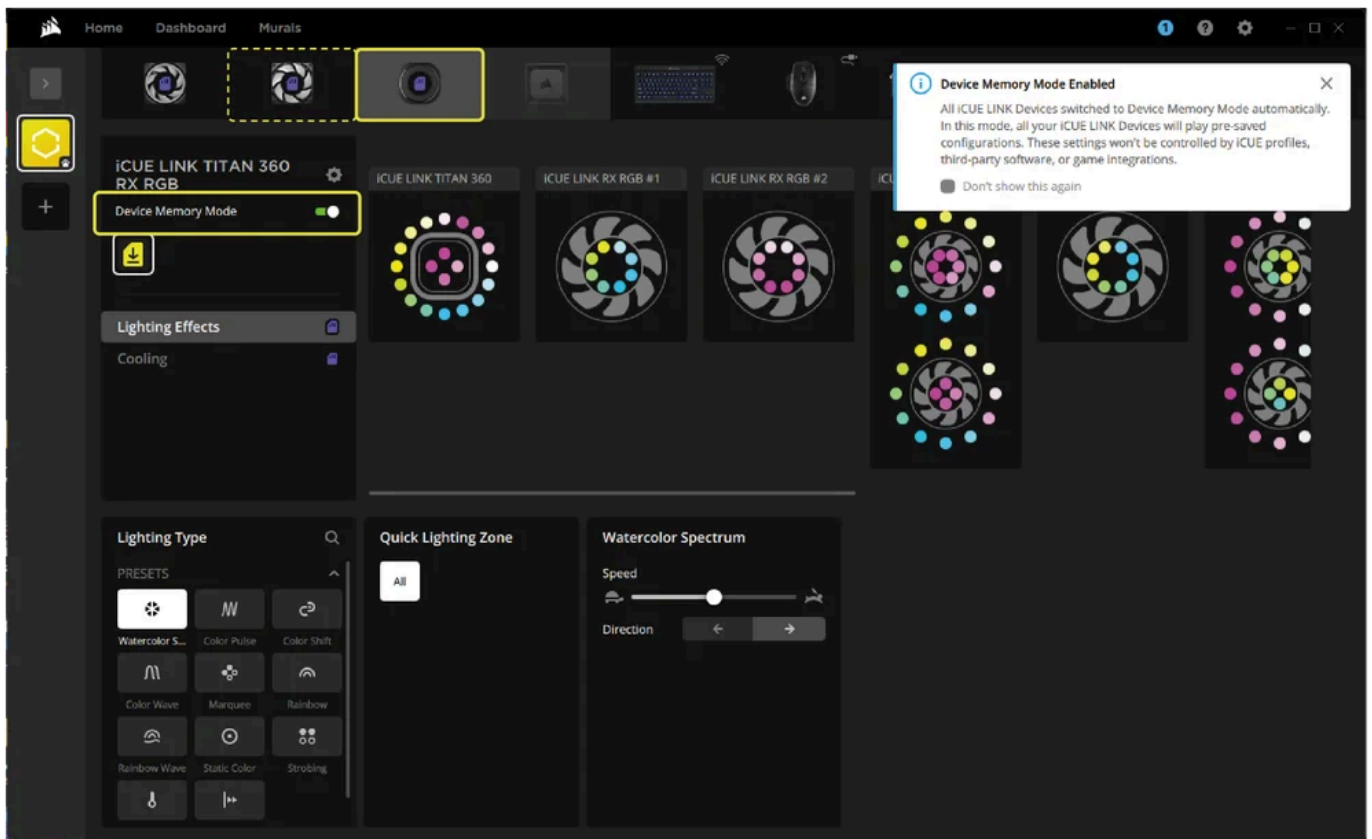 Home Dashboard Murals
1 ?
Device Memory Mode Enabled
All iCUE LINK Devices switched to Device Memory Mode automatically.
In this mode, all your iCUE LINK Devices will play pre-saved
configurations. These settings won't be controlled by iCUE profiles,
third-party software, or game integrations.
Don't show this again
iCUE LINK TITAN 360
RX RGB
Device Memory Mode
Lighting Effects
Cooling
iCUE LINK TITAN 360
iCUE LINK RX RGB #1
iCUE LINK RX RGB #2
Lighting Type
PRESETS
Watercolor S...
Color Pulse
Color Shift
Color Wave
Marquee
Rainbow
Rainbow Wave
Static Color
Strobing
Quick Lighting Zone
All
Watercolor Spectrum
Speed
Direction